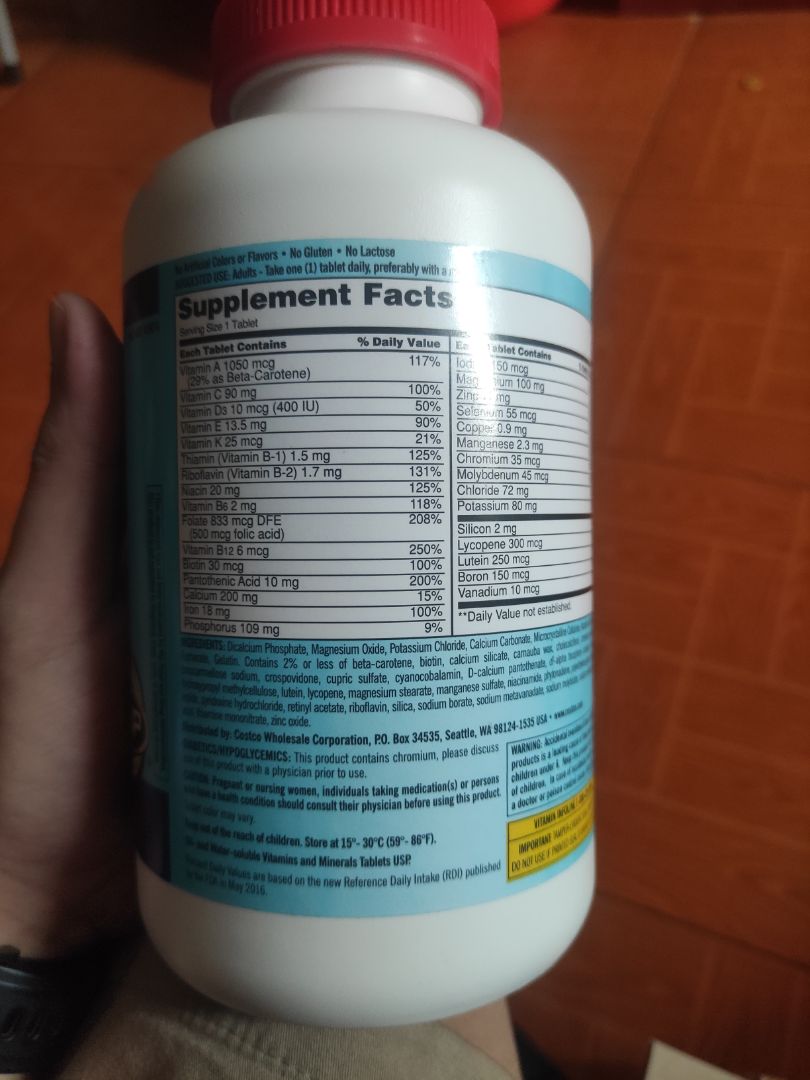 Artificial Colors or Flavors • No Gluten • No Lactose
SUGGESTED USE: Adults - Take one (1) tablet daily, preferably with a
Supplement Facts
Serving Size 1 Tablet
Each Tablet Contains % Daily Value
Vitamin A 1050 mcg 117%
(29% as Beta-Carotene)
Vitamin C 90 mg 100%
Vitamin D3 10 mcg (400 IU) 50%
Vitamin E 13.5 mg 90%
Vitamin K 25 mcg 21%
Thiamin (Vitamin B-1) 1.5 mg 125%
Riboflavin (Vitamin B-2) 1.7 mg 131%
Niacin 20 mg 125%
Vitamin B6 2 mg 118%
Folate 833 mcg DFE 208%
(500 mcg folic acid)
Vitamin B12 6 mcg 250%
Biotin 30 mcg 100%
Pantothenic Acid 10 mg 200%
Calcium 200 mg 15%
Iron 18 mg 100%
Phosphorus 109 mg 9%
Tablet Contains
50 mcg
100 mg
mg
Selenium 55 mcg
Copper 0.9 mg
Manganese 2.3 mg
Chromium 35 mcg
Molybdenum 45 mcg
Chloride 72 mg
Potassium 80 mg
Silicon 2 mg
Lycopene 300 mcg
Lutein 250 mcg
Boron 150 mcg
Vanadium 10 mcg
**Daily Value not established.
INGREDIENTS: Dicalcium Phosphate, Magnesium Oxide, Potassium Chloride, Calcium Carbonate, Microcrystalline
Gelatin. Contains 2% or less of beta-carotene, biotin, calcium silicate, carnauba wax,
sodium, crospovidone, cupric sulfate, cyanocobalamin, D-calcium pantothenate,
methylcellulose, lutein, lycopene, magnesium stearate, manganese sulfate, niacinamide,
hydrochloride, retinyl acetate, riboflavin, silica, sodium borate, sodium metavanadate,
thiamine mononitrate, zinc oxide.
Distributed by: Costco Wholesale Corporation, P.O. Box 34535, Seattle, WA 98124-1535 USA •
DIABETICS/HYPOGLYCEMICS: This product contains chromium, please discuss
use of this product with a physician prior to use.
CAUTION: Pregnant or nursing women, individuals taking medication(s) or persons
who have a health condition should consult their physician before using this product.
color may vary.
Keep out of the reach of children. Store at 15°- 30°C (59°- 86°F).
Oil- and Water-soluble Vitamins and Minerals Tablets USP.
Percent Daily Values are based on the new Reference Daily Intake (RDI) published
by the FDA in May 2016.
WARNING: Accidental
products is a leading
children under 6. Keep
of children. In case of
a doctor or poison
VITAMIN INFOLINE
IMPORTANT:
DO NOT USE IF